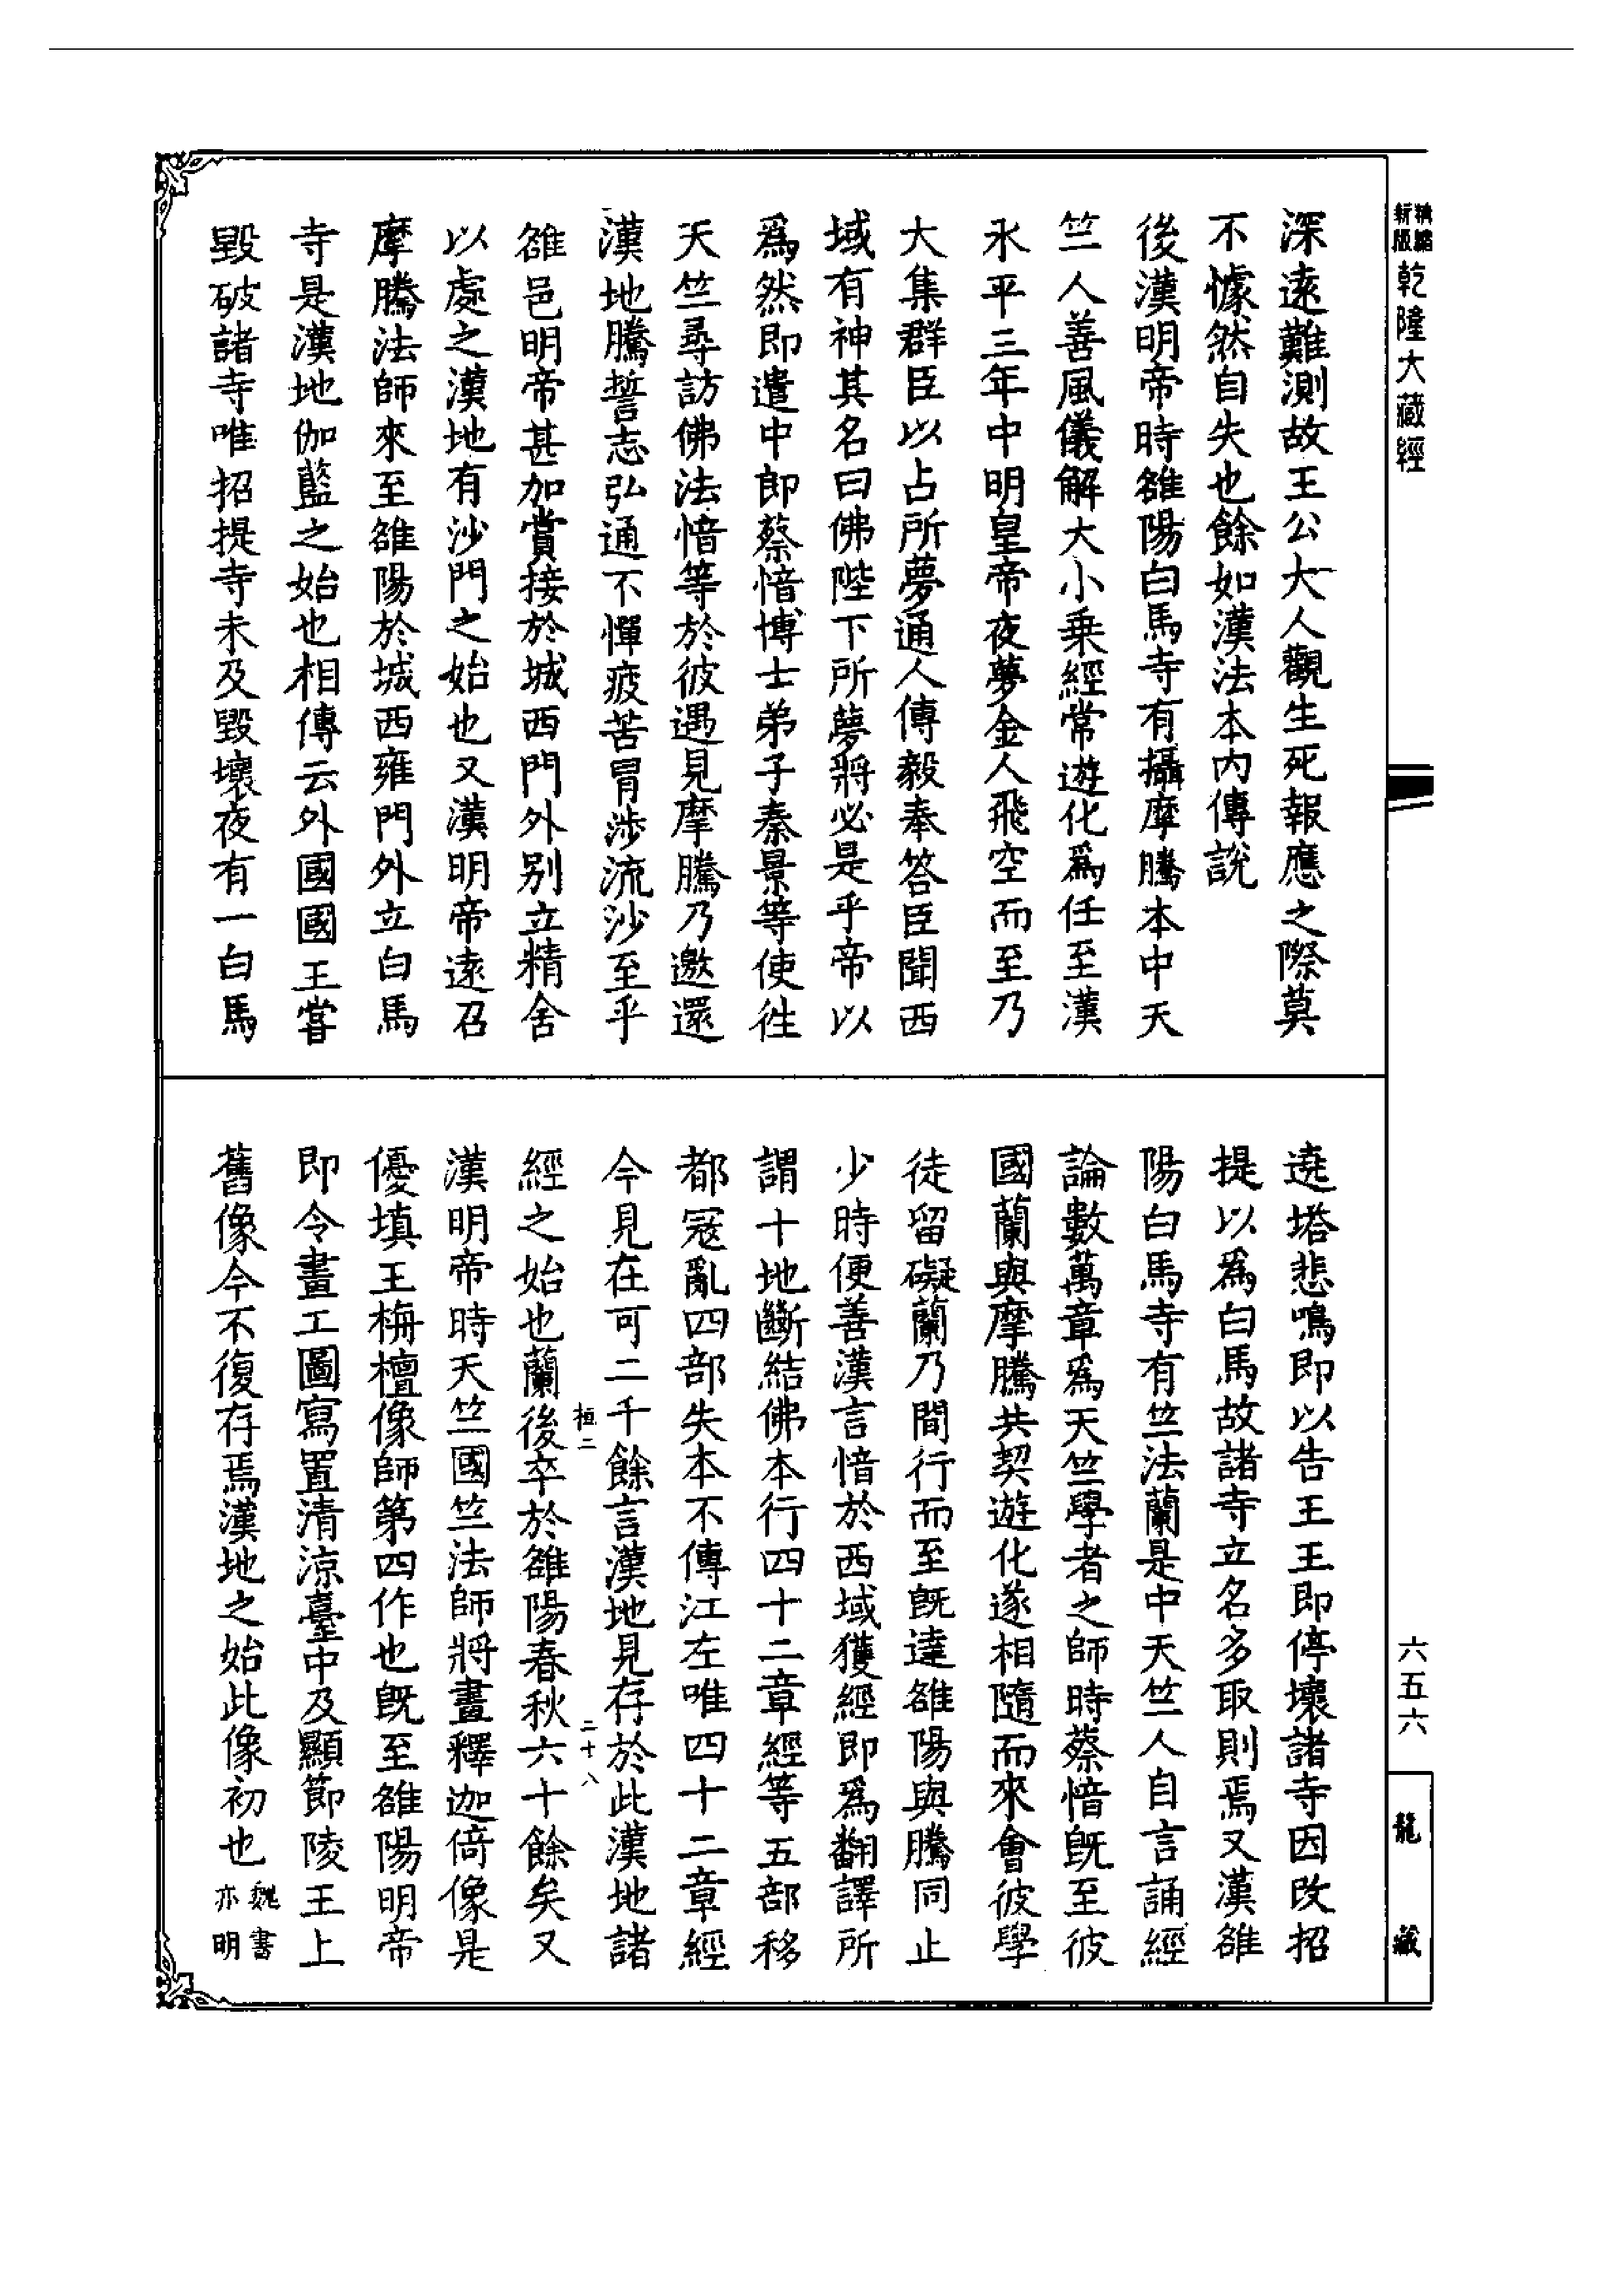 新版精縮
乾隆大藏經
深遠難測故王公大人觀生死報應之際莫
不懅然自失也餘如漢法本内傳說
後漢明帝時雒陽白馬寺有攝摩騰本中天
竺人善風儀解大小乗經常遊化爲任至漢
永平三年中明皇帝夜夢金人飛空而至乃
大集群臣以占所夢通人傳毅奉答臣聞西
域有神其名曰佛陛下所夢將必是乎帝以
爲然即遣中郎蔡愔博士弟子秦景等使往
天竺尋訪佛法愔等於彼遇見摩騰乃邀還
漢地騰誓志弘通不憚疲苦冒涉流沙至乎
雒邑明帝甚加賞接於城西門外别立精舍
以處之漢地有沙門之始也又漢明帝遠召
摩騰法師來至雒陽於城西雍門外立白馬
寺是漢地伽藍之始也相傳云外國國王甞
毀破諸寺唯招提寺未及毀壞夜有一白馬
遶塔悲鳴即以告王王即停壞諸寺因改招
提以爲白馬故諸寺立名多取則焉又漢雒
陽白馬寺有竺法蘭是中天竺人自言誦經
論數萬章爲天竺學者之師時蔡愔旣至彼
國蘭與摩騰共契遊化遂相隨而來會彼學
徒留礙蘭乃間行而至旣達雒陽與騰同止
少時便善漢言愔於西域獲經即爲翻譯所
謂十地斷結佛本行四十二章經等五部移
都冦亂四部失本不傳江左唯四十二章經
今見在可二千餘言漢地見存於此漢地諸
桓二
二十八
經之始也蘭後卒於雒陽春秋六十餘矣又
漢明帝時天竺國竺法師將畫釋迦倚像是
優填王栴檀像師第四作也旣至雒陽明帝
即令畫工圖寫置清涼臺中及顯節陵王上
舊像今不復存焉漢地之始此像初也魏書
亦明
六五六
龍藏